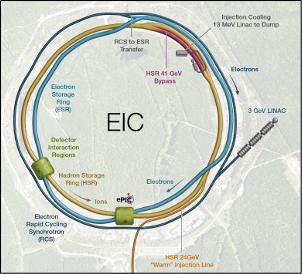 Injection Cooling
13 MeV Linac to Dump
RCS to ESR
Transfer
HSR 41 GeV
Bypass
Electrons
3 GeV LINAC
Electron
Storage
Ring
(ESR)
EIC
Detector
Interaction
Regions
Hadron Storage
Ring (HSR)
Ions
ePIC
Electrons
Electron
Rapid Cycling
Synchrotron
(RCS)
HSR 24GeV
"Warm" Injection Line